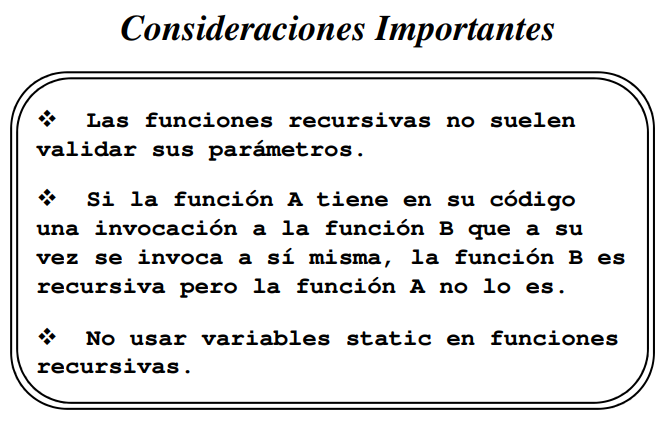 Consideraciones Importantes
❖ Las funciones recursivas no suelen
validar sus parámetros.
❖ Si la función A tiene en su código
una invocación a la función B que a su
vez se invoca a sí misma, la función B es
recursiva pero la función A no lo es.
❖ No usar variables static en funciones
recursivas.